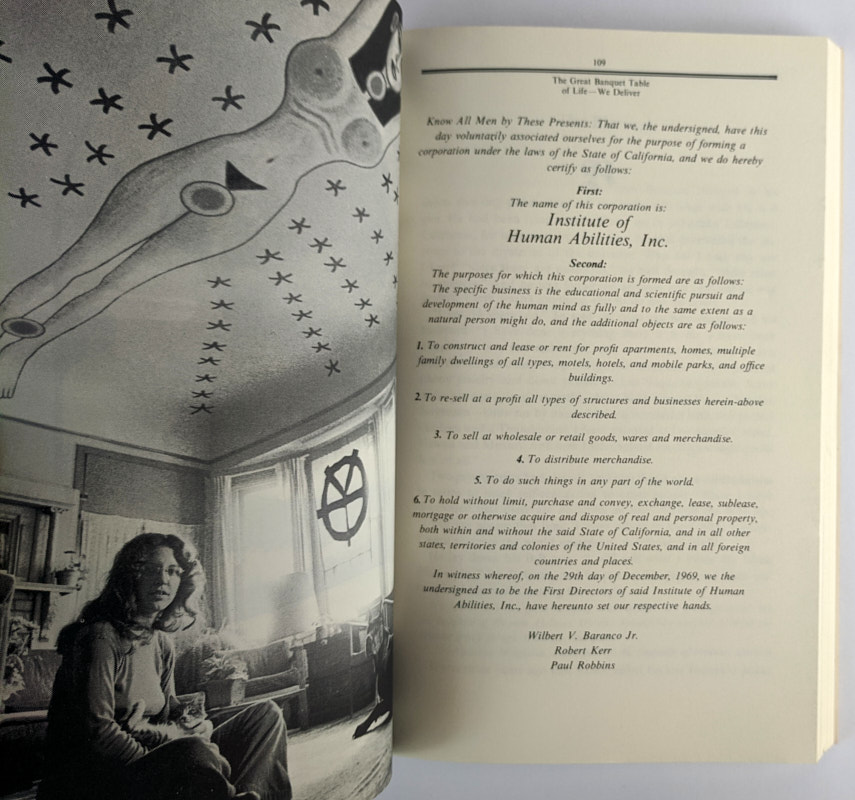 109
The Great Banquet Table
of Life—We Deliver
Know All Men by These Presents: That we, the undersigned, have this
day voluntarily associated ourselves for the purpose of forming a
corporation under the laws of the State of California, and we do hereby
certify as follows:
First:
The name of this corporation is:
Institute of
Human Abilities, Inc.
Second:
The purposes for which this corporation is formed are as follows:
The specific business is the educational and scientific pursuit and
development of the human mind as fully and to the same extent as a
natural person might do, and the additional objects are as follows:
1. To construct and lease or rent for profit apartments, homes, multiple
family dwellings of all types, motels, hotels, and mobile parks, and office
buildings.
2. To re-sell at a profit all types of structures and businesses herein-above
described.
3. To sell at wholesale or retail goods, wares and merchandise.
4. To distribute merchandise.
5. To do such things in any part of the world.
6. To hold without limit, purchase and convey, exchange, lease, sublease,
mortgage or otherwise acquire and dispose of real and personal property,
both within and without the said State of California, and in all other
states, territories and colonies of the United States, and in all foreign
countries and places.
In witness whereof, on the 29th day of December, 1969, we the
undersigned as to be the First Directors of said Institute of Human
Abilities, Inc., have hereunto set our respective hands.
Wilbert V. Baranco Jr.
Robert Kerr
Paul Robbins